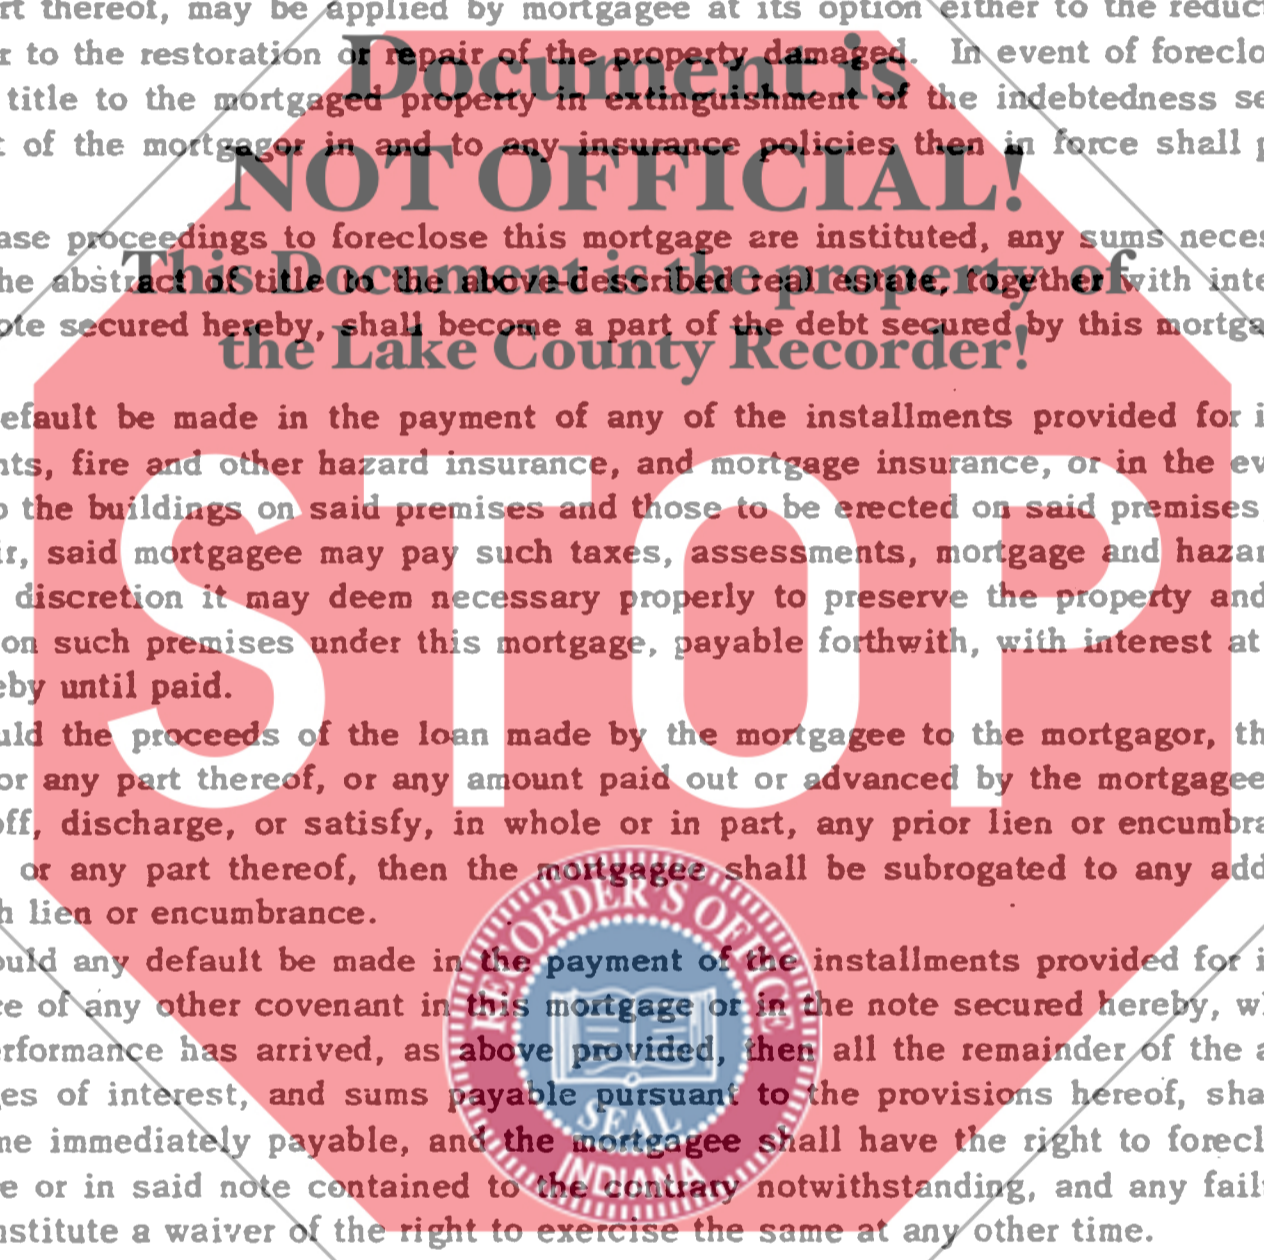 rt thereof, may be applied by mortgagee at its option either to the reduct
r to the restoration or repair of the property damaged. In event of foreclo
Document is
title to the mortgaged property in extinguishment of the indebtedness se
t of the mortgagor in and to any insurance policies then in force shall p
NOT OFFICIAL!
ase proceedings to foreclose this mortgage are instituted, any sums neces
This Document is the property of
he abstract of title to the above-described real estate, together with inte
ote secured hereby, shall become a part of the debt secured by this mortga
the Lake County Recorder!
efault be made in the payment of any of the installments provided for i
nts, fire and other hazard insurance, and mortgage insurance, or in the ev
o the buildings on said premises and those to be erected on said premises
ir, said mortgagee may pay such taxes, assessments, mortgage and hazar
discretion it may deem necessary properly to preserve the property and
on such premises under this mortgage, payable forthwith, with interest at
eby until paid.
STOP
uld the proceeds of the loan made by the mortgagee to the mortgagor, th
or any part thereof, or any amount paid out or advanced by the mortgagee
off, discharge, or satisfy, in whole or in part, any prior lien or encumbra
or any part thereof, then the mortgagee shall be subrogated to any add
h lien or encumbrance.
ould any default be made in the payment of the installments provided for i
ce of any other covenant in this mortgage or in the note secured hereby, wh
erformance has arrived, as above provided, then all the remainder of the a
ges of interest, and sums payable pursuant to the provisions hereof, sha
me immediately payable, and the mortgagee shall have the right to forecl
e or in said note contained to the contrary notwithstanding, and any failu
nstitute a waiver of the right to exercise the same at any other time.
RECORDER'S OFFICE
SEAL
INDIANA